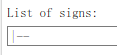 List of signs:
|--